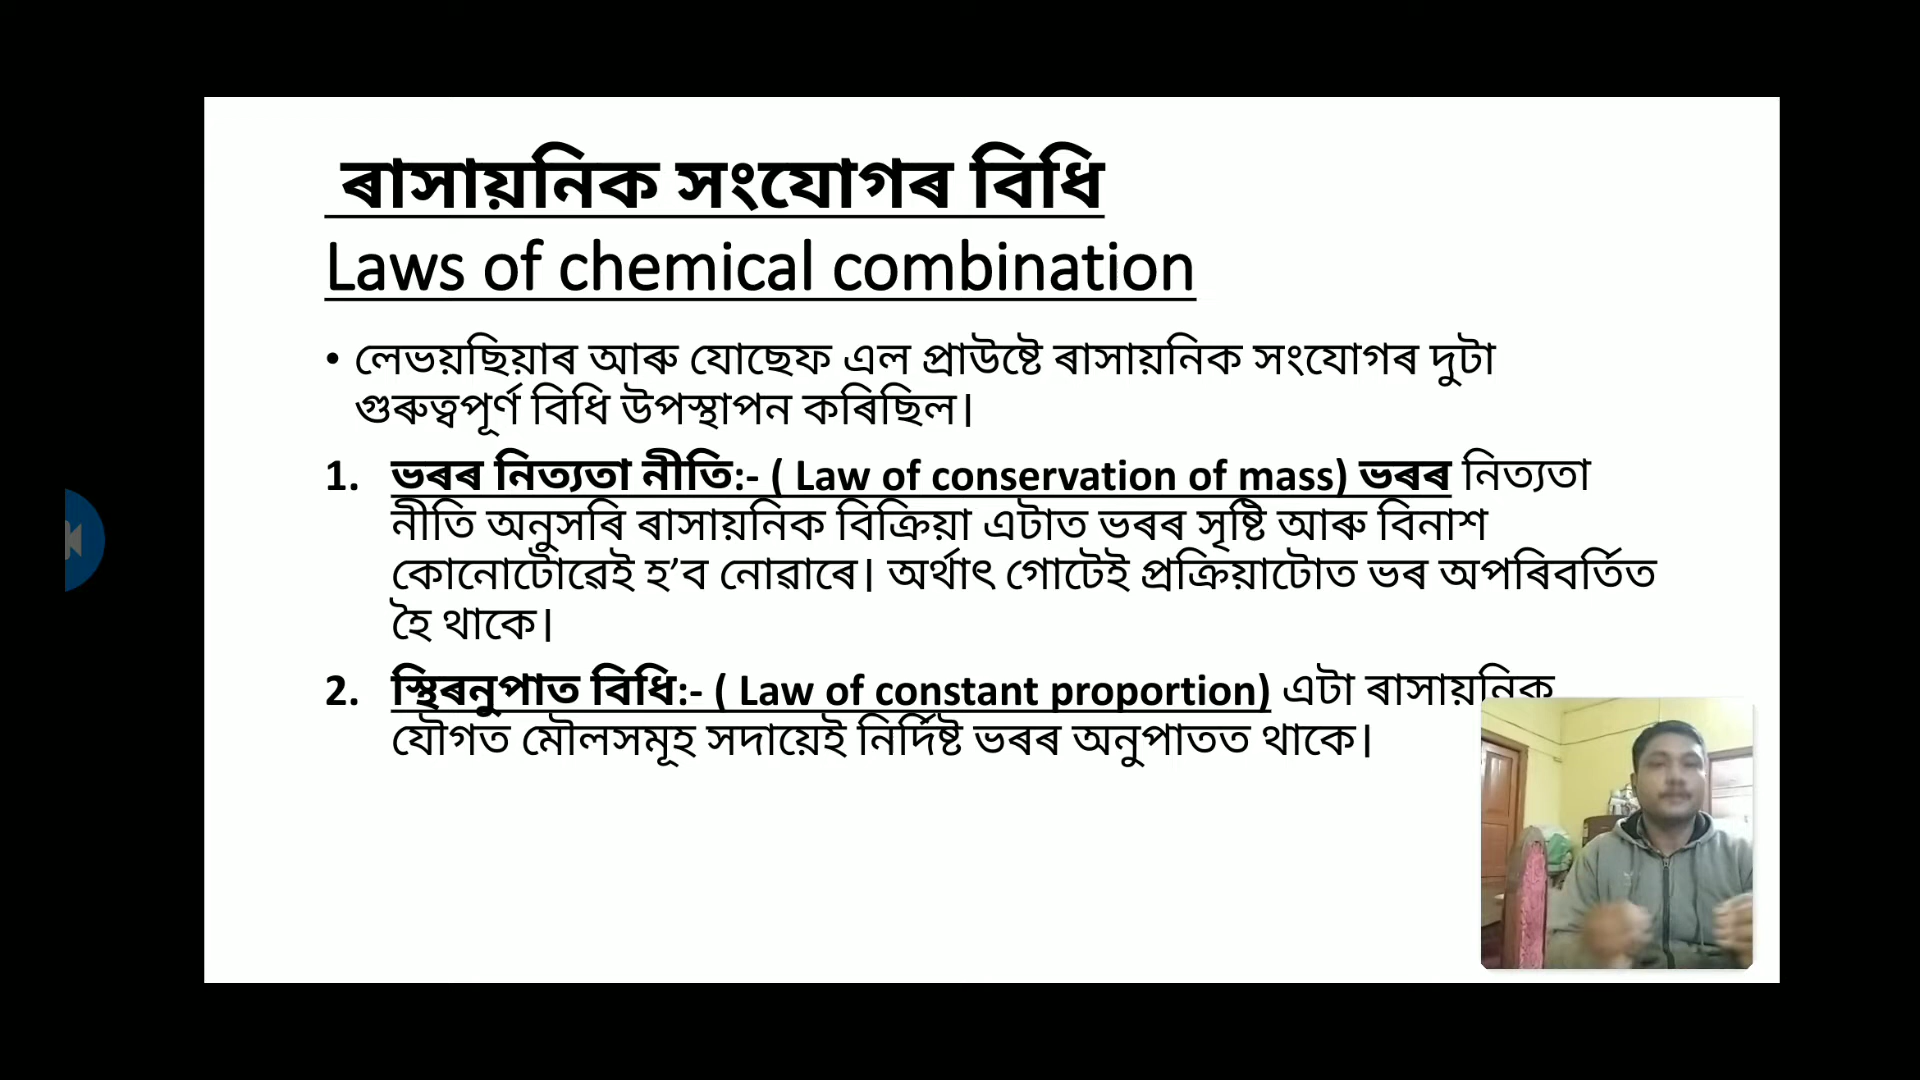 ৰাসায়নিক সংযোগৰ বিধি
Laws of chemical combination
• লেভয়ছিয়াৰ আৰু যোছেফ এল প্ৰাউষ্টে ৰাসায়নিক সংযোগৰ দুটা
গুৰুত্বপূৰ্ণ বিধি উপস্থাপন কৰিছিল।
1. ভৰৰ নিত্যতা নীতি:- ( Law of conservation of mass) ভৰৰ নিত্যতা
নীতি অনুসৰি ৰাসায়নিক বিক্ৰিয়া এটাত ভৰৰ সৃষ্টি আৰু বিনাশ
কোনোটোৱেই হ’ব নোৱাৰে। অৰ্থাৎ গোটেই প্ৰক্ৰিয়াটোত ভৰ অপৰিবৰ্তিত
হৈ থাকে।
2. স্থিৰনুপাত বিধি:- ( Law of constant proportion) এটা ৰাসায়নিক
যৌগত মৌলসমূহ সদায়েই নিৰ্দিষ্ট ভৰৰ অনুপাতত থাকে।